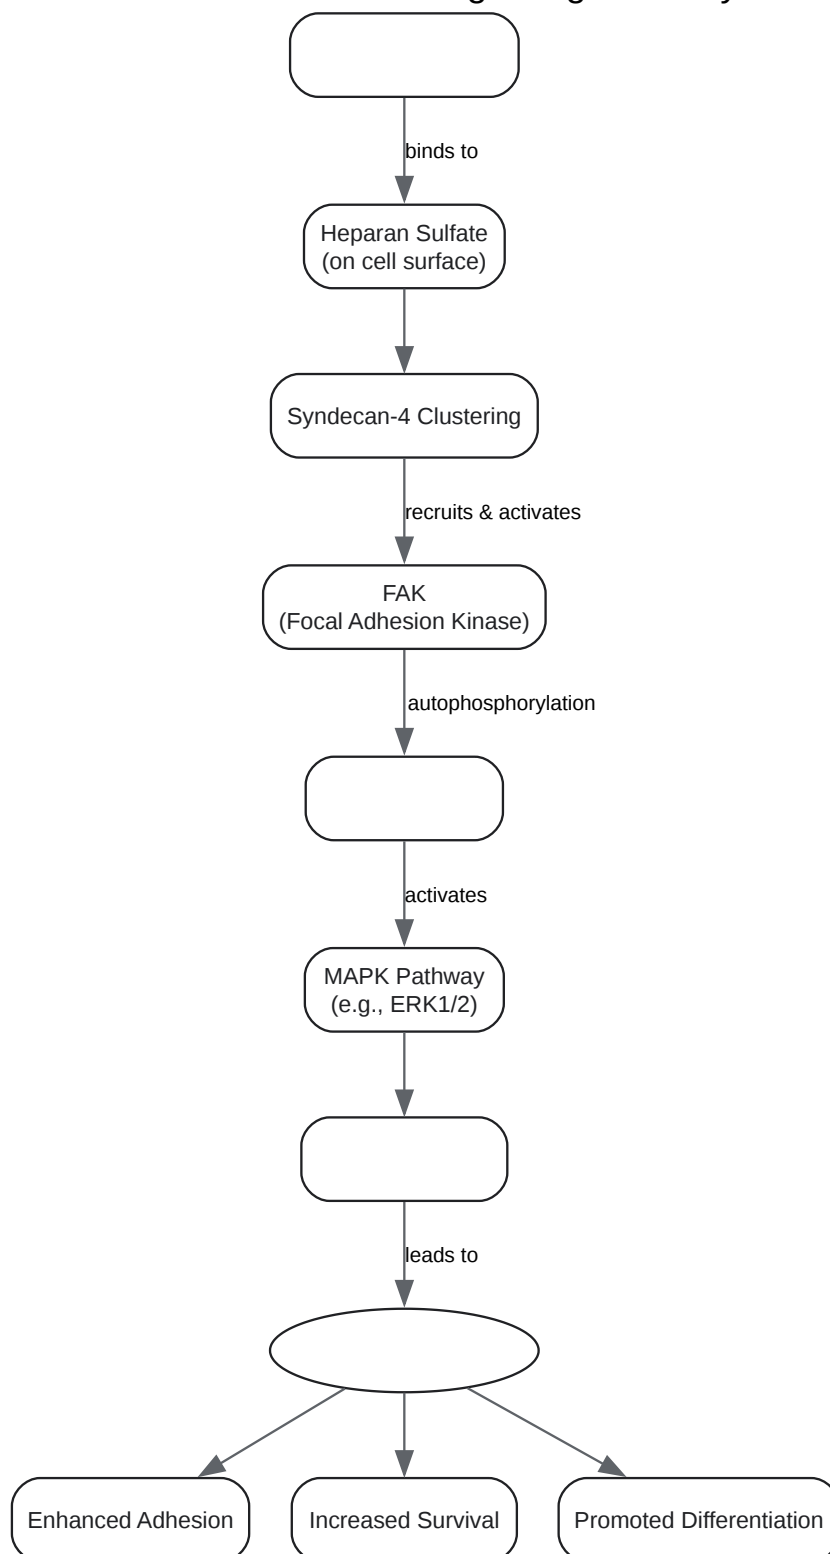 binds to
Heparan Sulfate
(on cell surface)
Syndecan-4 Clustering
recruits & activates
FAK
(Focal Adhesion Kinase)
autophosphorylation
activates
MAPK Pathway
(e.g., ERK1/2)
leads to
Enhanced Adhesion
Increased Survival
Promoted Differentiation